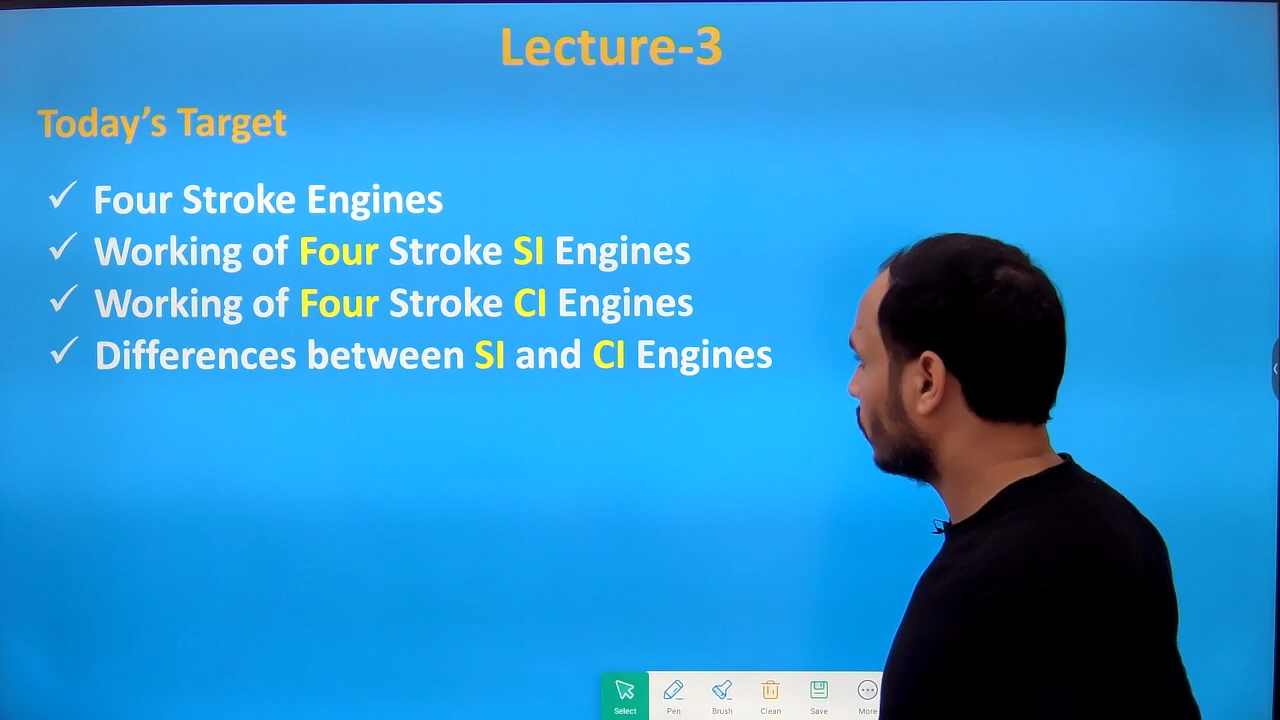 Lecture-3
Today's Target
✓ Four Stroke Engines
✓ Working of Four Stroke SI Engines
✓ Working of Four Stroke CI Engines
✓ Differences between SI and CI Engines
Select Pen Brush Clean Save More